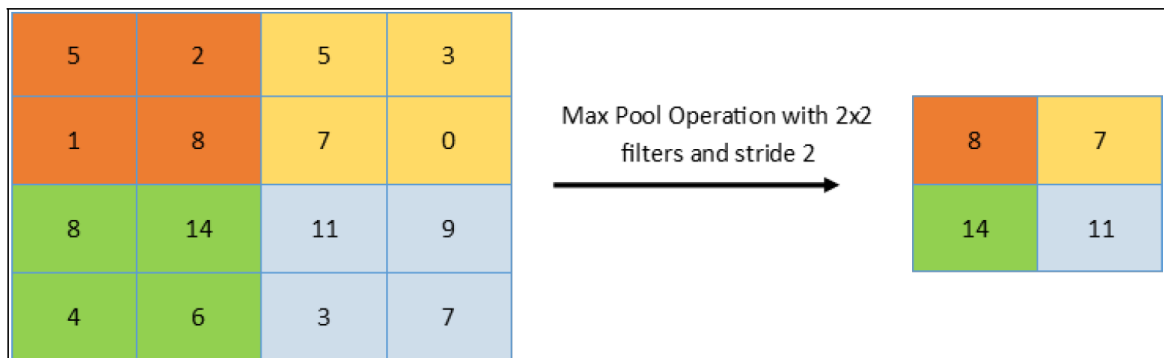 5 2 5 3
1 8 7 0
8 14 11 9
4 6 3 7
Max Pool Operation with 2x2
filters and stride 2
8 7
14 11